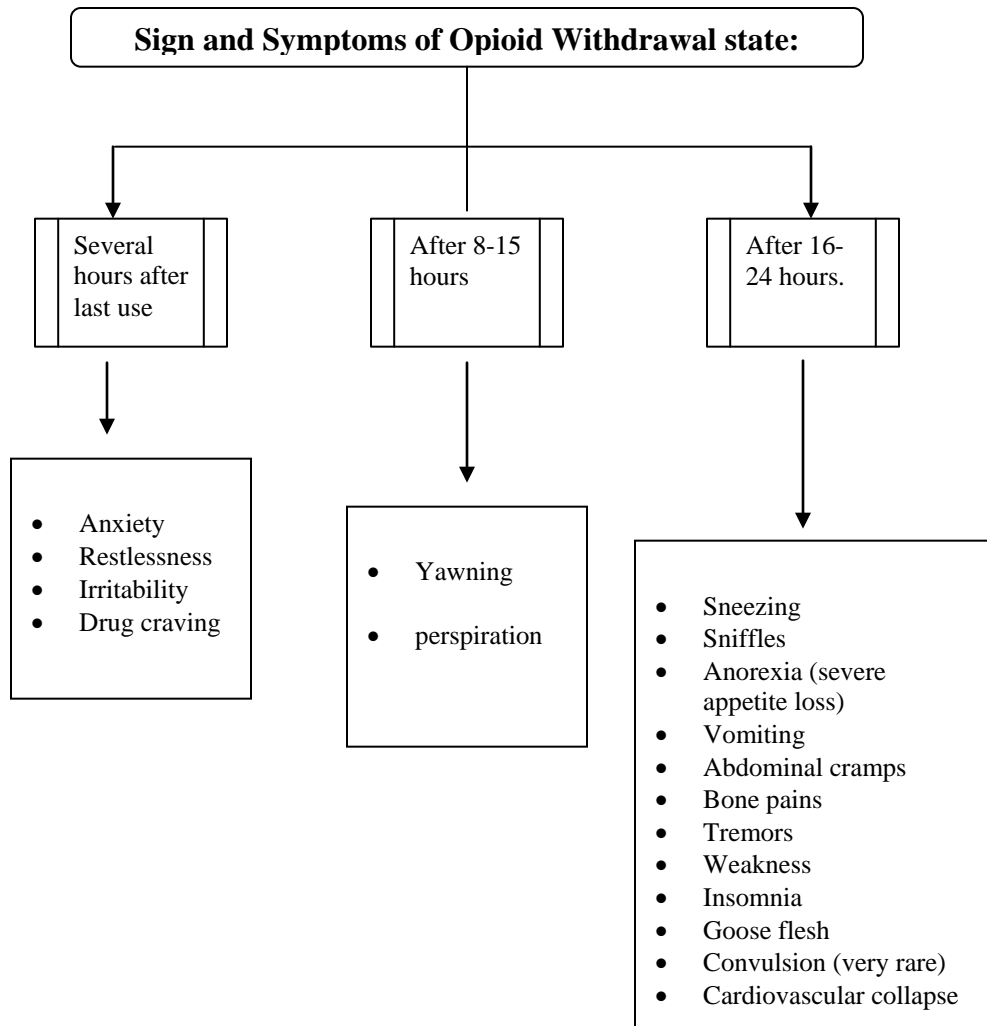 Sign and Symptoms of Opioid Withdrawal state:
Several
hours after
last use
After 8-15
hours
After 16-
24 hours.
• Anxiety
• Restlessness
• Irritability
• Drug craving
• Yawning
• perspiration
• Sneezing
• Sniffles
• Anorexia (severe
appetite loss)
• Vomiting
• Abdominal cramps
• Bone pains
• Tremors
• Weakness
• Insomnia
• Goose flesh
• Convulsion (very rare)
• Cardiovascular collapse